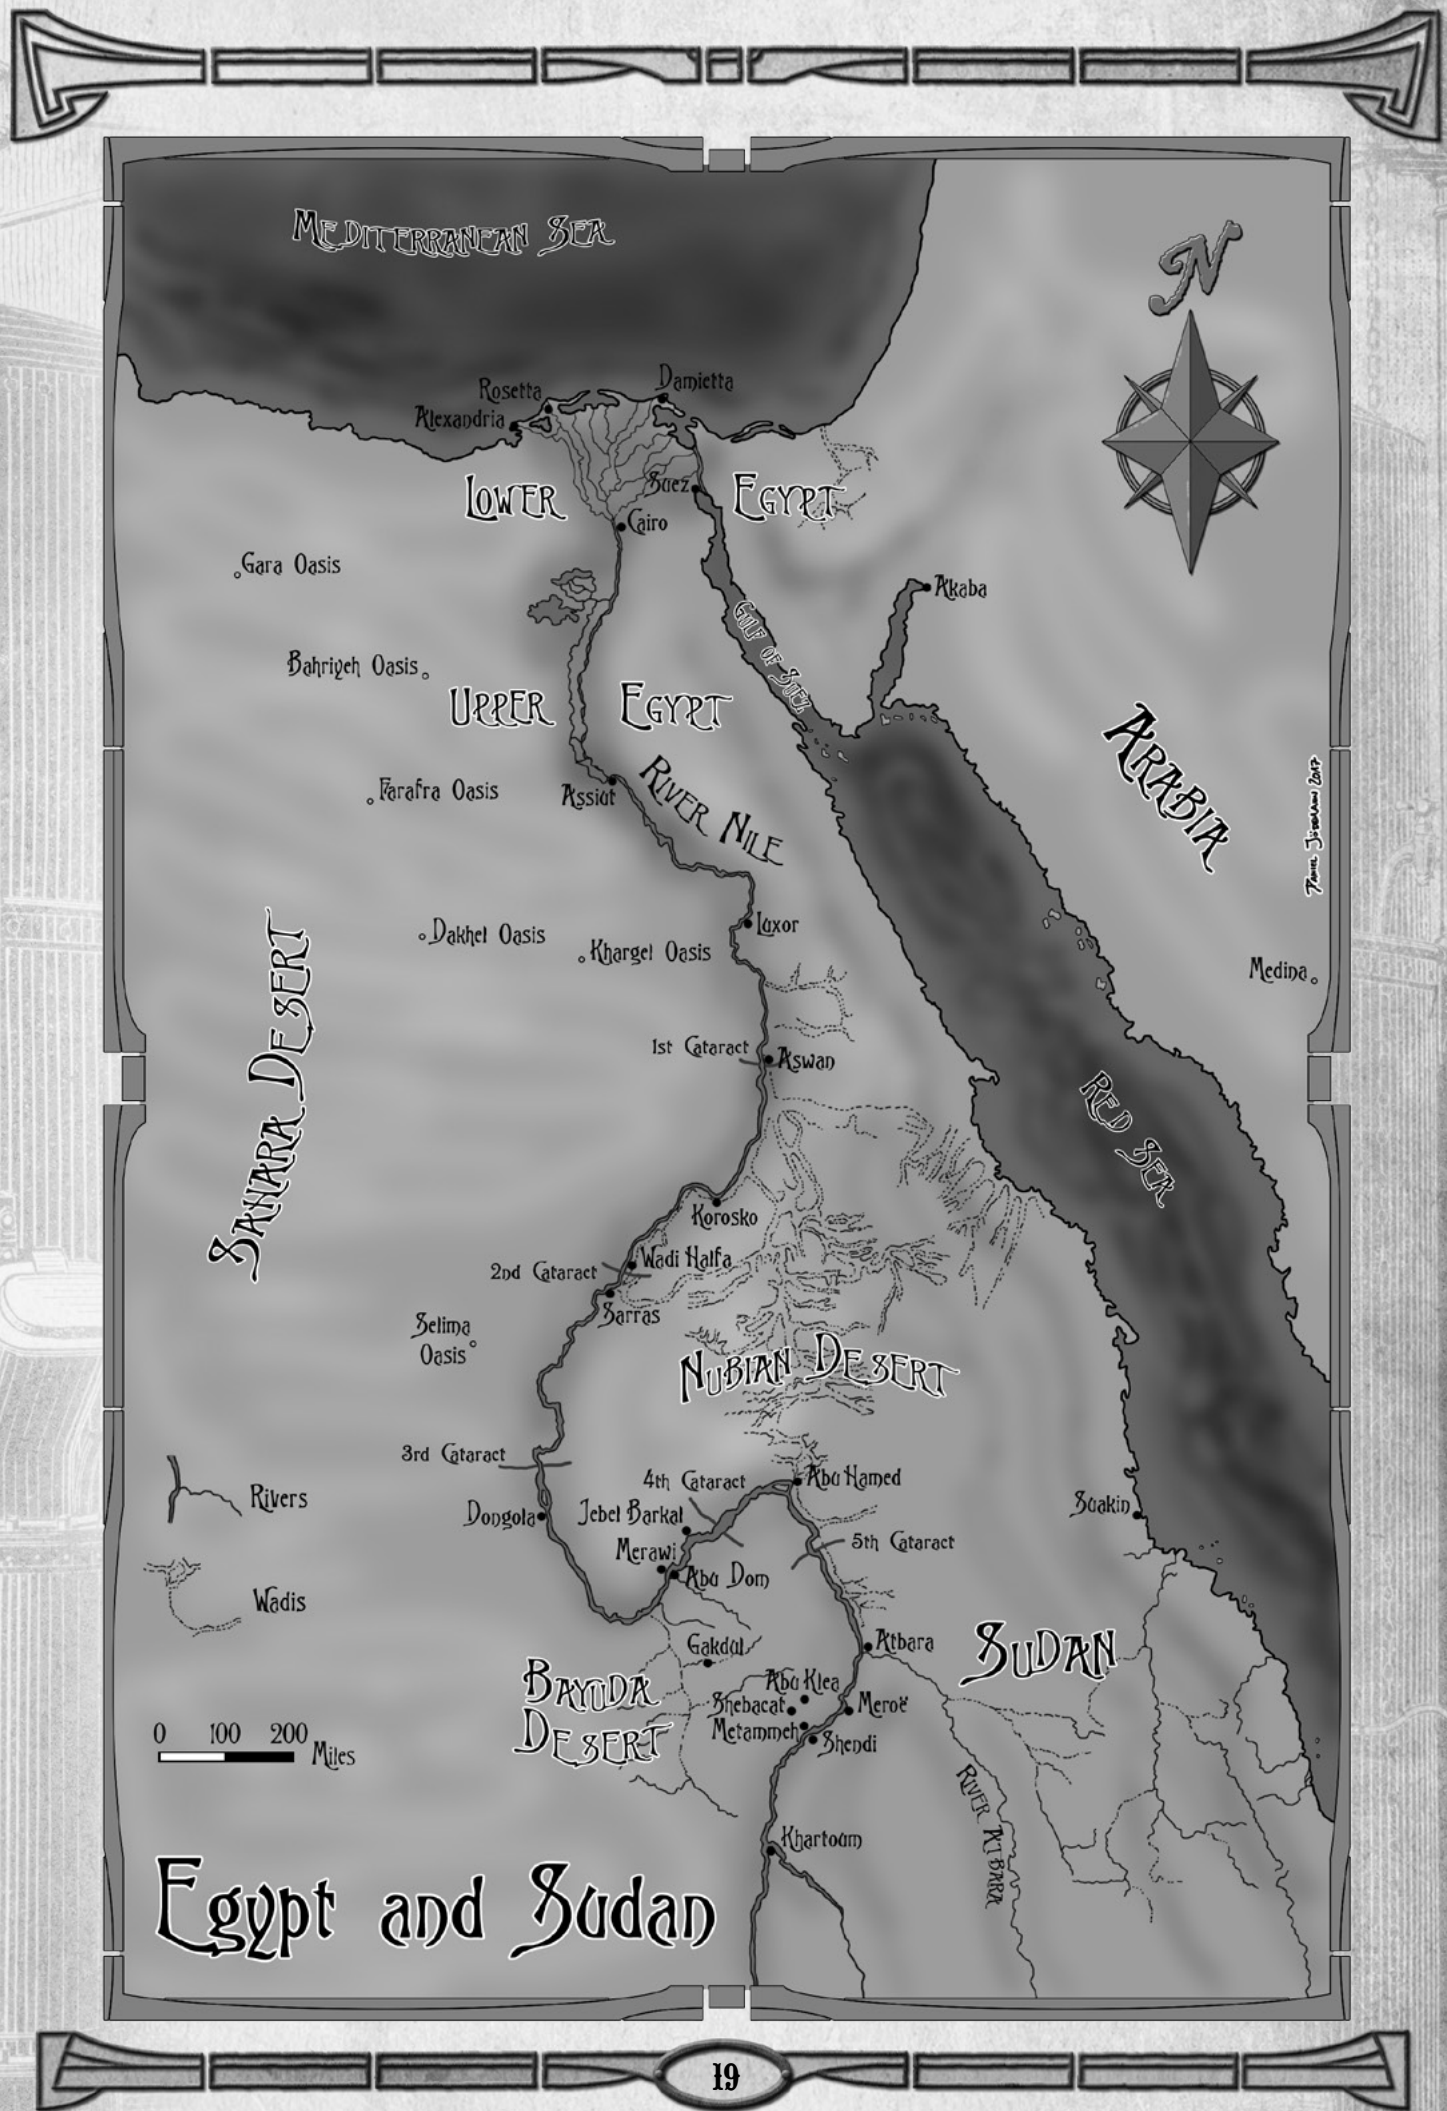 MEDITERRANEAN SEA
N
Rosetta
Damietta
Alexandria
LOWER
Suez
EGYPT
Cairo
Gara Oasis
Akaba
GULF OF SUEZ
Bahriyeh Oasis
UPPER
EGYPT
ARABIA
Farafra Oasis
Assiut
RIVER NILE
DANIEL JÖDEMANN 2017
Luxor
Dakhel Oasis
Khargel Oasis
Medina
SAHARA DESERT
1st Cataract
Aswan
RED SEA
Korosko
Wadi Halfa
2nd Cataract
Sarras
Selima
Oasis
NUBIAN DESERT
3rd Cataract
4th Cataract
Abu Hamed
Rivers
Dongola
Jebel Barkal
Suakin
5th Cataract
Merawi
Abu Dom
Wadis
Gakdul
Atbara
SUDAN
BAYUDA
DESERT
Abu Klea
Shebacat
Meroë
Metammeh
Shendi
0 100 200
Miles
RIVER ATBARA
Khartoum
Egypt and Sudan
19